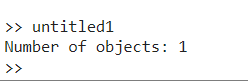 >> untitled1
Number of objects: 1
>>